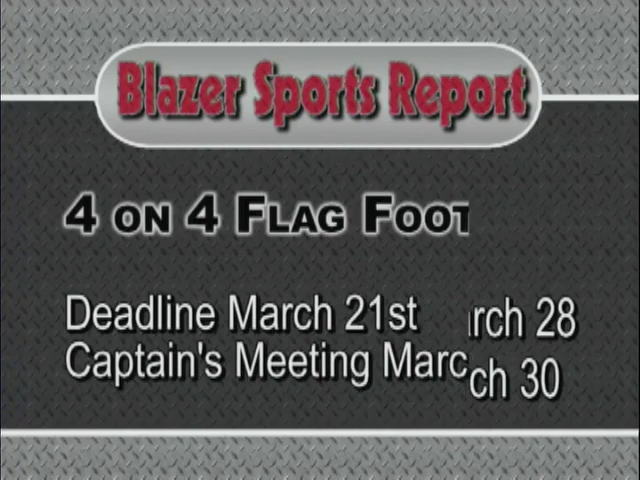 Blazer Sports Report
4 ON 4 FLAG FOOT
Deadline March 21st rch 28
Captain's Meeting Marc ch 30